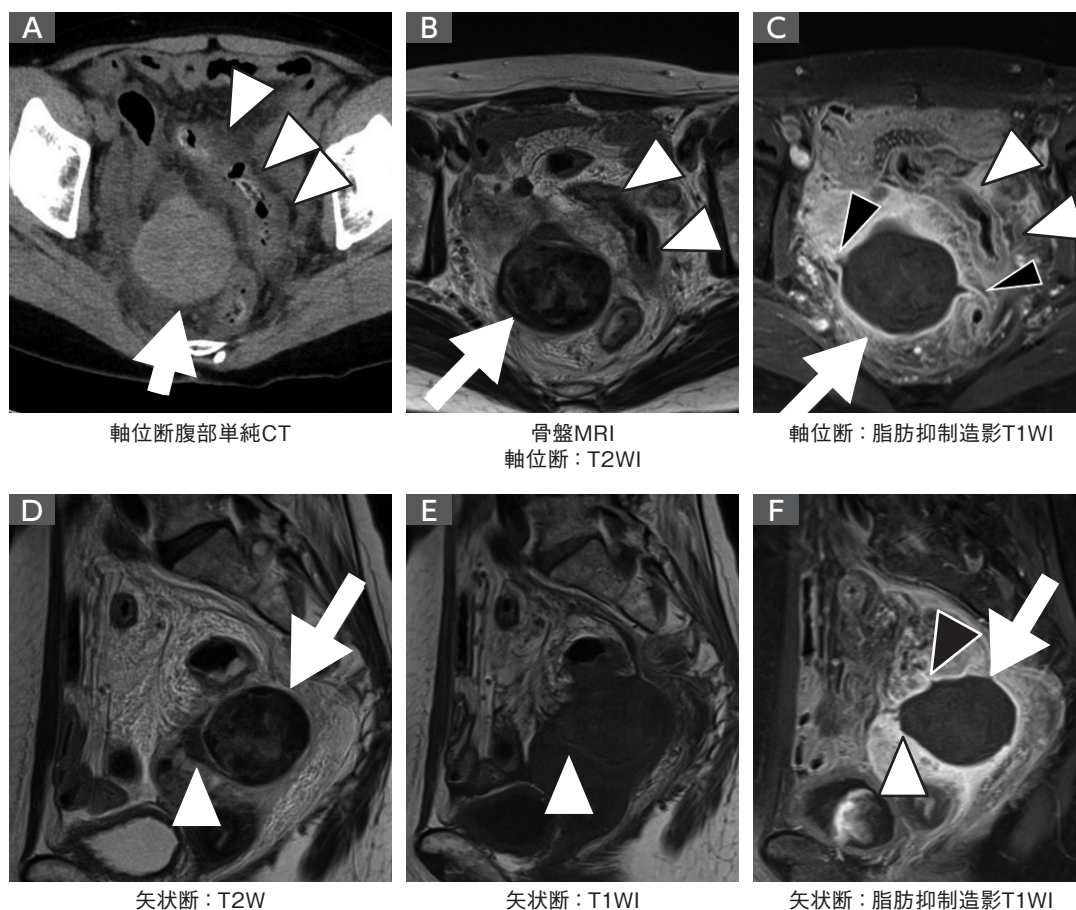 A
B
C
軸位断腹部単純CT
骨盤MRI
軸位断：T2WI
軸位断：脂肪抑制造影T1WI
D
E
F
矢状断：T2W
矢状断：T1WI
矢状断：脂肪抑制造影T1WI